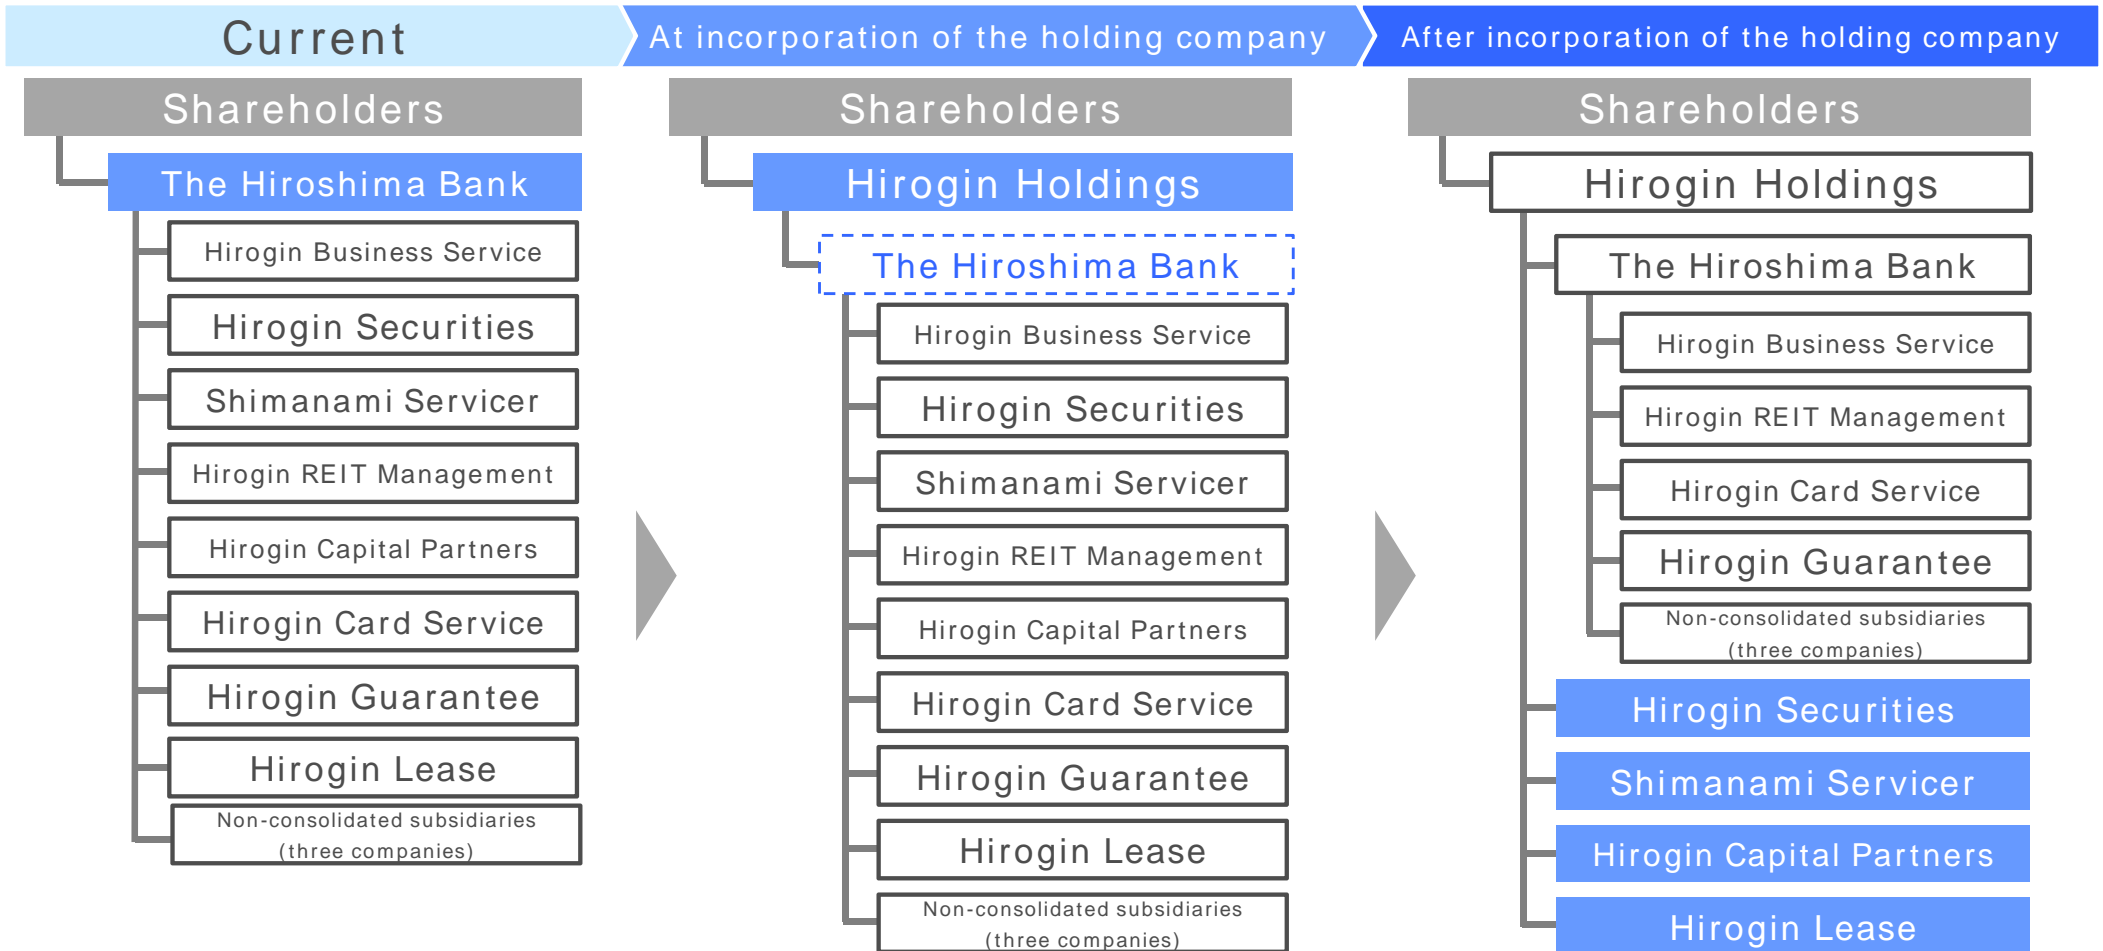 Current
At incorporation of the holding company
After incorporation of the holding company
Shareholders
The Hiroshima Bank
Hirogin Business Service
Hirogin Securities
Shimanami Servicer
Hirogin REIT Management
Hirogin Capital Partners
Hirogin Card Service
Hirogin Guarantee
Hirogin Lease
Non-consolidated subsidiaries
(three companies)
Shareholders
Hirogin Holdings
The Hiroshima Bank
Hirogin Business Service
Hirogin Securities
Shimanami Servicer
Hirogin REIT Management
Hirogin Capital Partners
Hirogin Card Service
Hirogin Guarantee
Hirogin Lease
Non-consolidated subsidiaries
(three companies)
Shareholders
Hirogin Holdings
The Hiroshima Bank
Hirogin Business Service
Hirogin REIT Management
Hirogin Card Service
Hirogin Guarantee
Non-consolidated subsidiaries
(three companies)
Hirogin Securities
Shimanami Servicer
Hirogin Capital Partners
Hirogin Lease